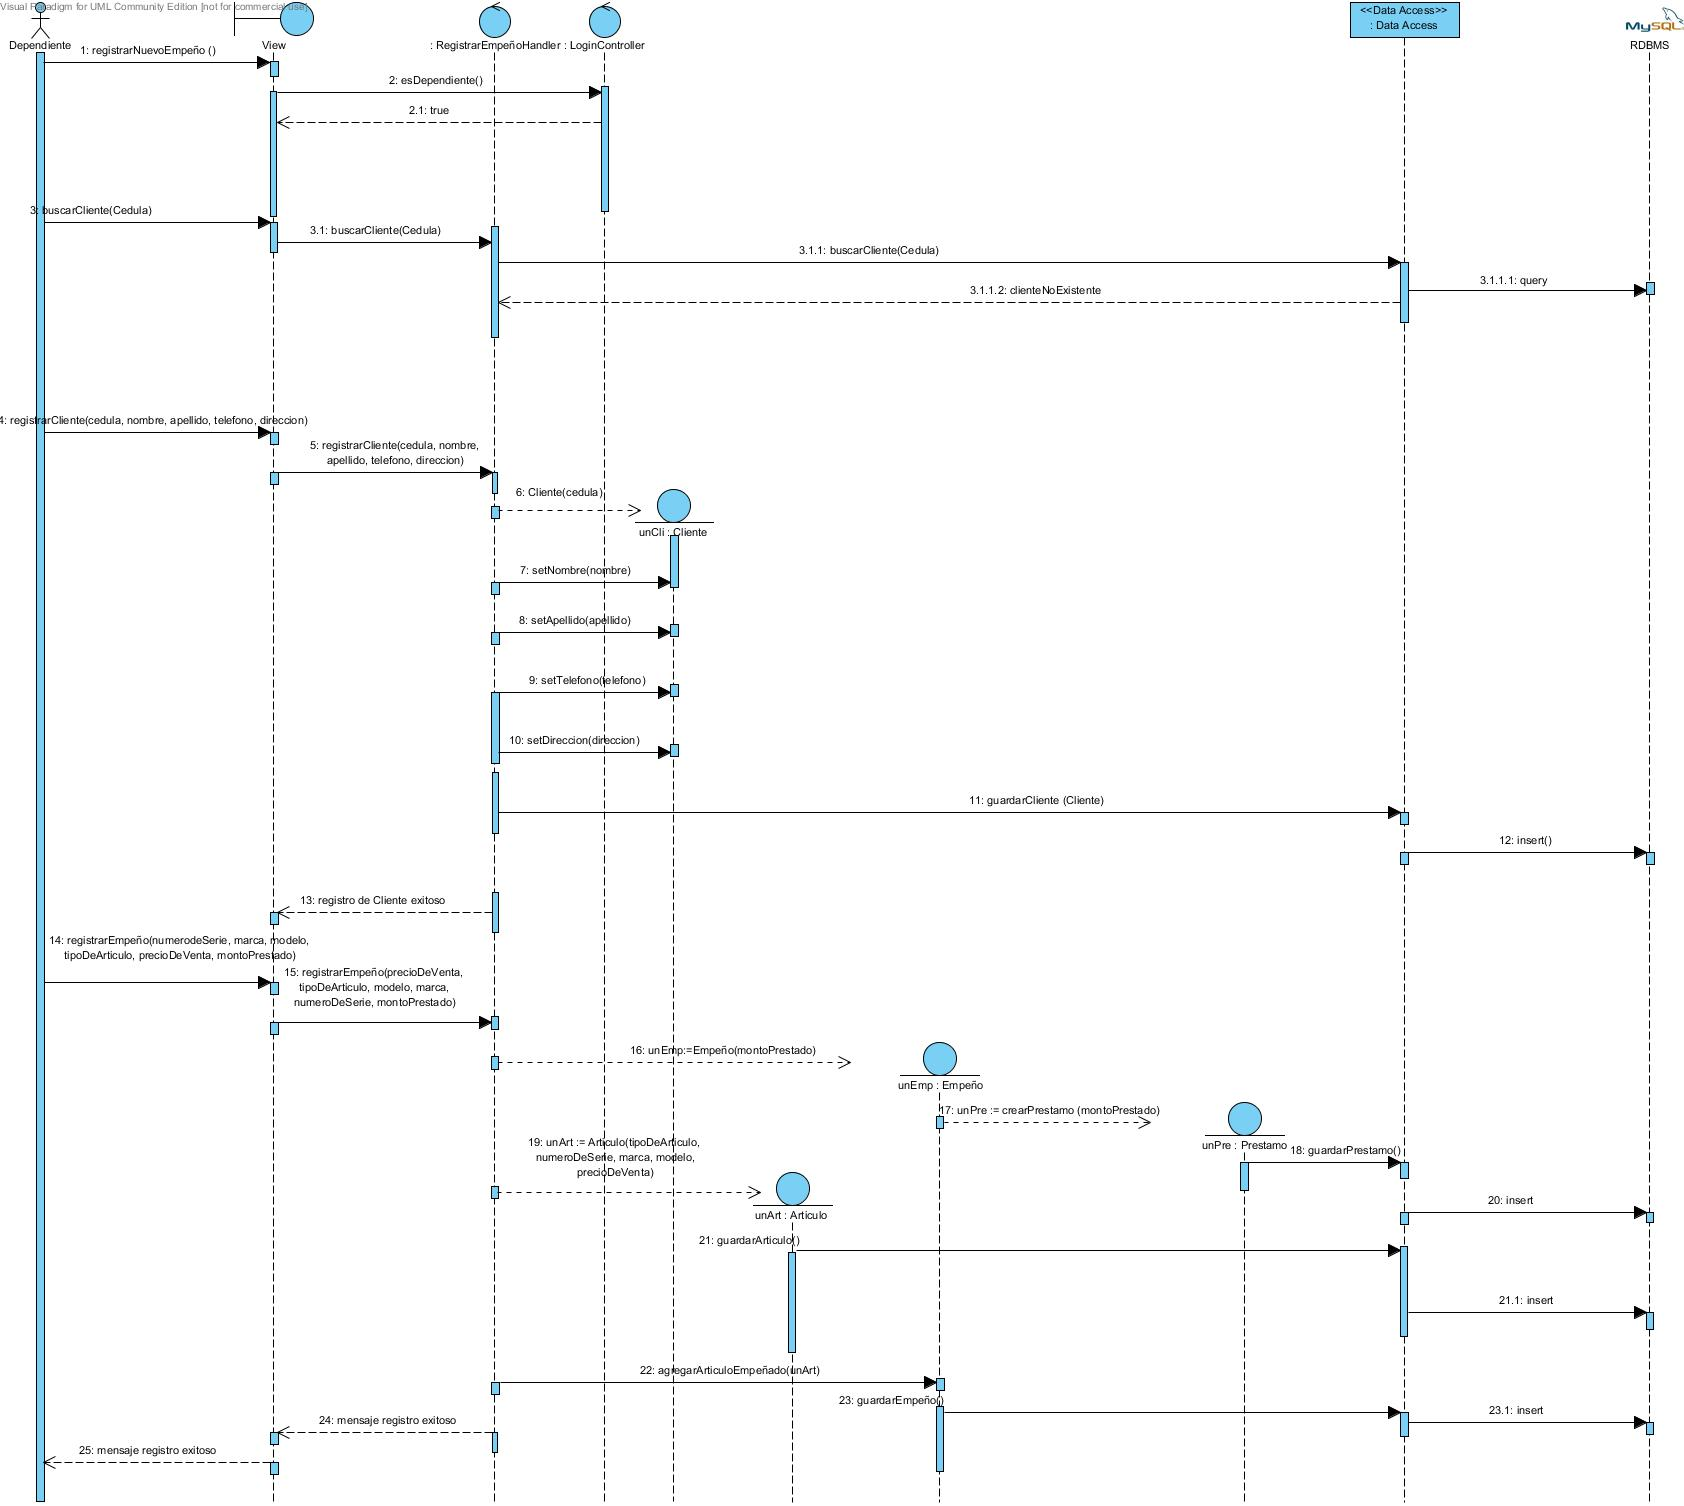 Visual Paradigm for UML Community Edition [not for commercial use]
<<Data Access>>
: Data Access
MySQL
Dependiente
View
: RegistrarEmpeñoHandler
: LoginController
RDBMS
1: registrarNuevoEmpeño ()
2: esDependiente()
2.1: true
3: buscarCliente(Cedula)
3.1: buscarCliente(Cedula)
3.1.1: buscarCliente(Cedula)
3.1.1.1: query
3.1.1.2: clienteNoExistente
4: registrarCliente(cedula, nombre, apellido, telefono, direccion)
5: registrarCliente(cedula, nombre,
apellido, telefono, direccion)
6: Cliente(cedula)
unCli : Cliente
7: setNombre(nombre)
8: setApellido(apellido)
9: setTelefono(telefono)
10: setDireccion(direccion)
11: guardarCliente (Cliente)
12: insert()
13: registro de Cliente exitoso
14: registrarEmpeño(numerodeSerie, marca, modelo,
tipoDeArticulo, precioDeVenta, montoPrestado)
15: registrarEmpeño(precioDeVenta,
tipoDeArticulo, modelo, marca,
numeroDeSerie, montoPrestado)
16: unEmp:=Empeño(montoPrestado)
unEmp : Empeño
17: unPre := crearPrestamo (montoPrestado)
unPre : Prestamo
18: guardarPrestamo()
19: unArt := Articulo(tipoDeArticulo,
numeroDeSerie, marca, modelo,
precioDeVenta)
20: insert
unArt : Articulo
21: guardarArticulo()
21.1: insert
22: agregarArticuloEmpeñado(unArt)
23: guardarEmpeño()
23.1: insert
24: mensaje registro exitoso
25: mensaje registro exitoso